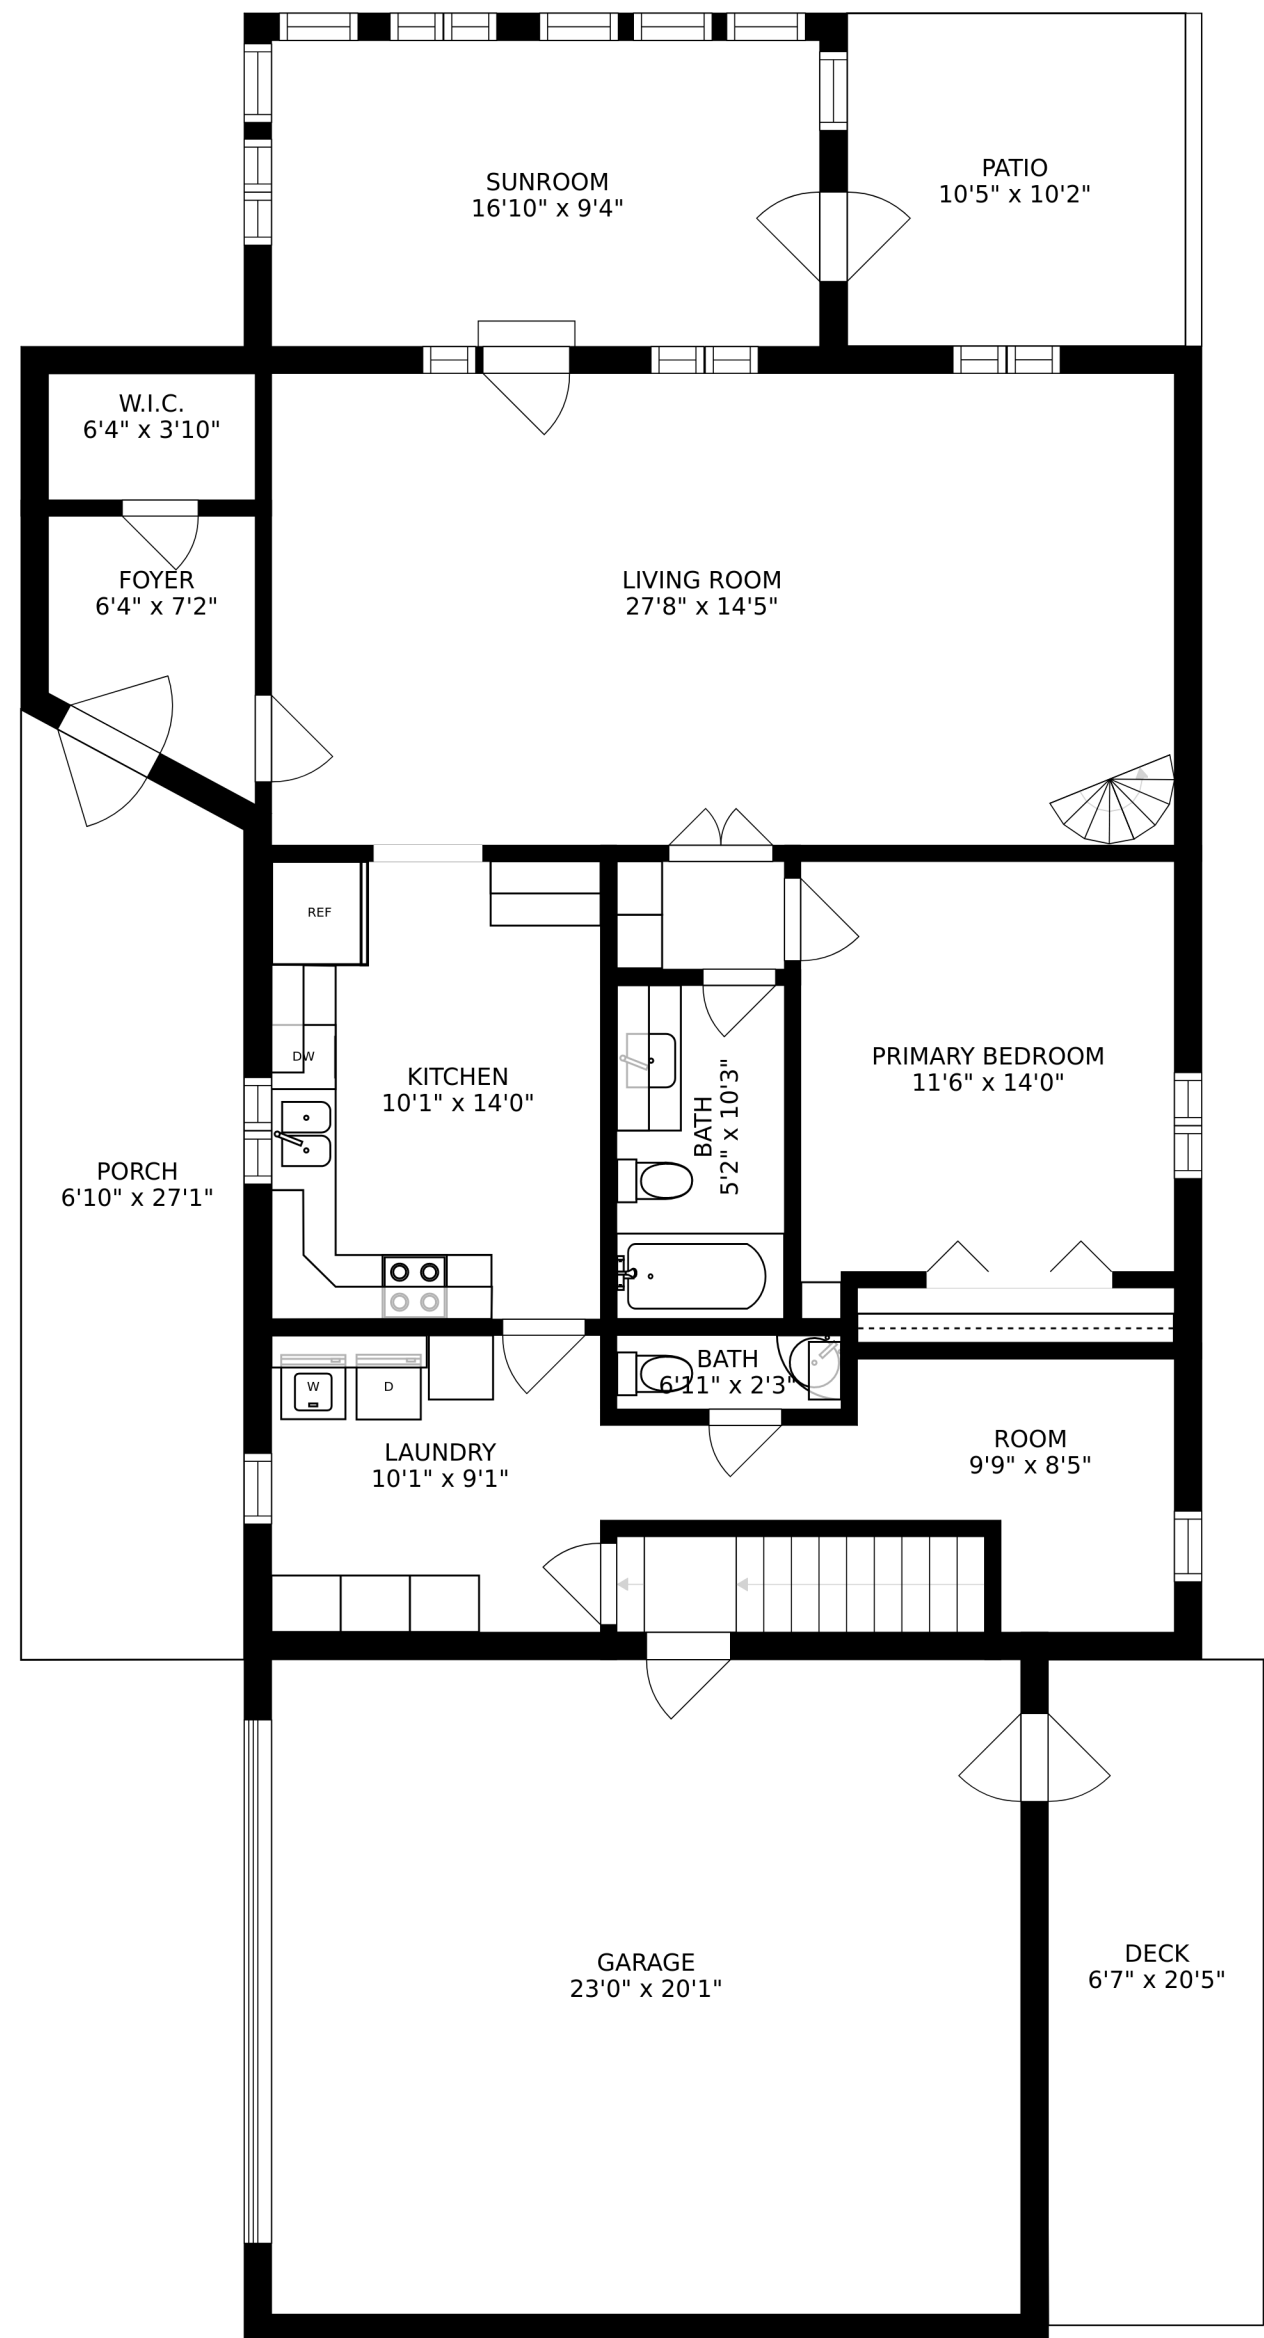 SUNROOM
16'10" x 9'4"
PATIO
10'5" x 10'2"
W.I.C.
6'4" x 3'10"
FOYER
6'4" x 7'2"
LIVING ROOM
27'8" x 14'5"
REF
DW
KITCHEN
10'1" x 14'0"
BATH
5'2" x 10'3"
PRIMARY BEDROOM
11'6" x 14'0"
PORCH
6'10" x 27'1"
BATH
6'11" x 2'3"
W
D
LAUNDRY
10'1" x 9'1"
ROOM
9'9" x 8'5"
GARAGE
23'0" x 20'1"
DECK
6'7" x 20'5"